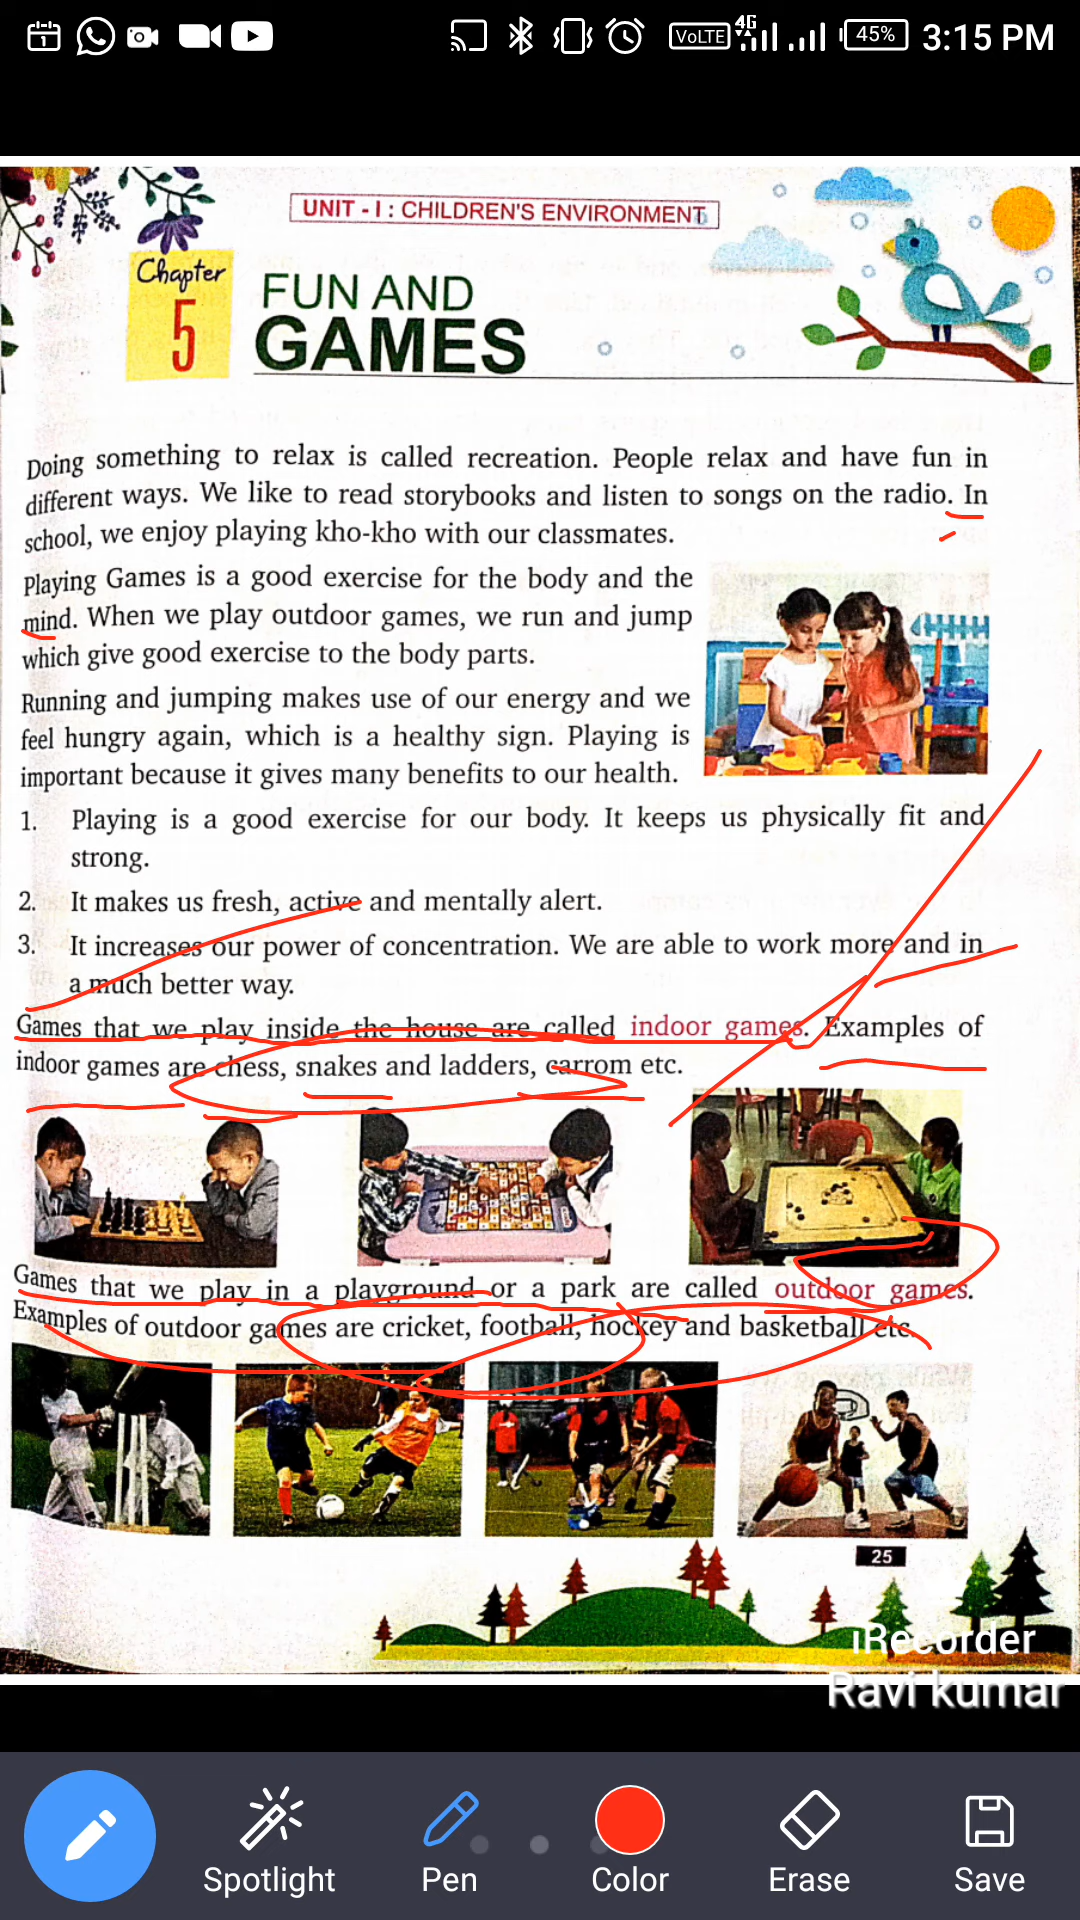 1
VoLTE
4G
45%
3:15 PM
UNIT - I : CHILDREN'S ENVIRONMENT
Chapter
5
FUN AND
GAMES
Doing something to relax is called recreation. People relax and have fun in
different ways. We like to read storybooks and listen to songs on the radio. In
school, we enjoy playing kho-kho with our classmates.
Playing Games is a good exercise for the body and the
mind. When we play outdoor games, we run and jump
which give good exercise to the body parts.
Running and jumping makes use of our energy and we
feel hungry again, which is a healthy sign. Playing is
important because it gives many benefits to our health.
1. Playing is a good exercise for our body. It keeps us physically fit and
strong.
2. It makes us fresh, active and mentally alert.
3. It increases our power of concentration. We are able to work more and in
a much better way.
Games that we play inside the house are called indoor games. Examples of
indoor games are chess, snakes and ladders, carrom etc.
Games that we play in a playground or a park are called outdoor games.
Examples of outdoor games are cricket, football, hockey and basketball etc.
25
iRecorder
Ravi kumar
Spotlight
Pen
Color
Erase
Save